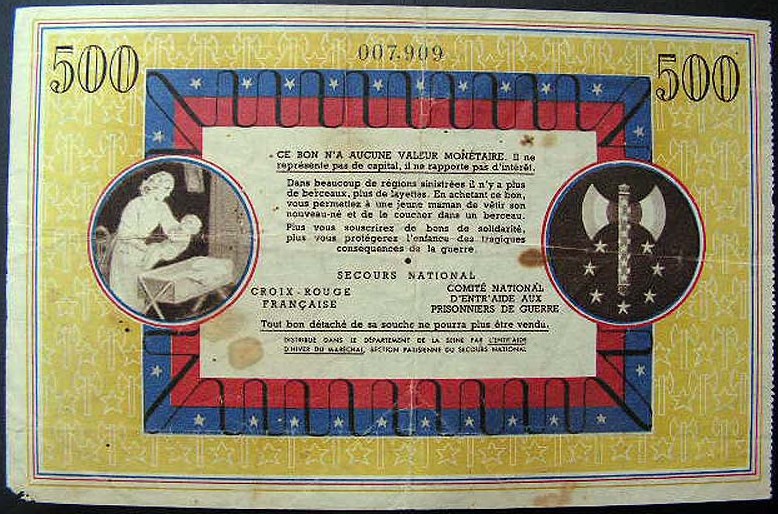 500
007.909
500
« CE BON N'A AUCUNE VALEUR MONÉTAIRE. Il ne
représente pas de capital, il ne rapporte pas d'intérêt.
Dans beaucoup de régions sinistrées il n'y a plus
de berceaux, plus de layettes. En achetant ce bon,
vous permettez à une jeune maman de vêtir son
nouveau-né et de le coucher dans un berceau.
Plus vous souscrirez de bons de solidarité,
plus vous protégerez l'enfance des tragiques
conséquences de la guerre.
SECOURS NATIONAL
CROIX-ROUGE
FRANÇAISE
COMITÉ NATIONAL
D'ENTR'AIDE AUX
PRISONNIERS DE GUERRE
Tout bon détaché de sa souche ne pourra plus être vendu.
DISTRIBUÉ DANS LE DÉPARTEMENT DE LA SEINE PAR L'ENTR'AIDE
D'HIVER DU MARÉCHAL, SECTION PARISIENNE DU SECOURS NATIONAL